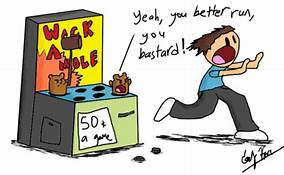 WACK
A
MOLE
Yeah, you better run,
you
bastard!
50¢
a game